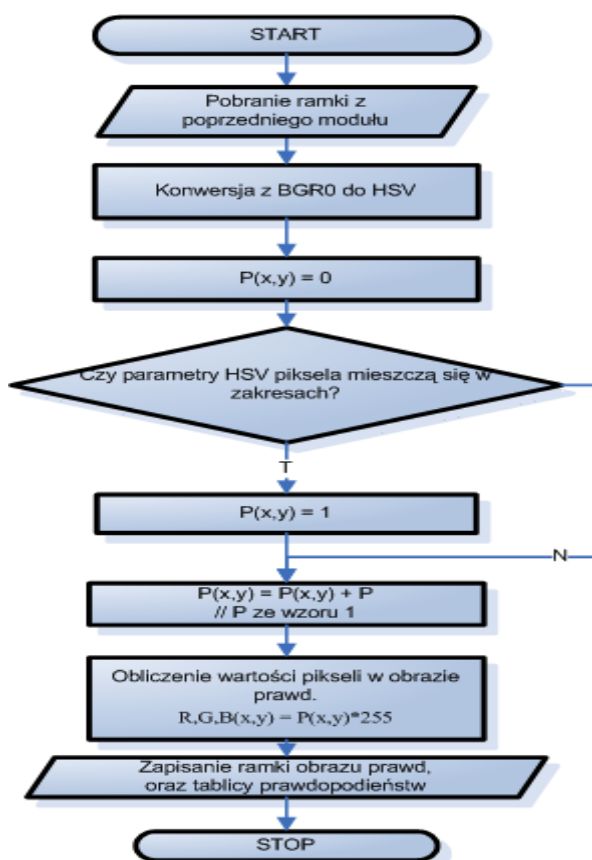 START
Pobranie ramki z
poprzedniego modułu
Konwersja z BGR0 do HSV
P(x,y) = 0
Czy parametry HSV piksela mieszczą się w
zakresach?
T
P(x,y) = 1
N
P(x,y) = P(x,y) + P
// P ze wzoru 1
Obliczenie wartości pikseli w obrazie
prawd.
R,G,B(x,y) = P(x,y)*255
Zapisanie ramki obrazu prawd,
oraz tablicy prawdopodieństw
STOP